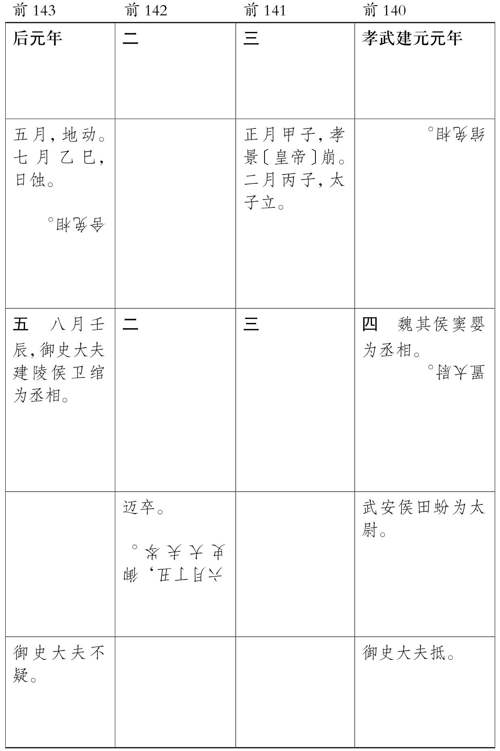 前 143
前 142
前 141
前 140
后元年
二
三
孝武建元元年
五月，地动。
七月乙巳，
日蚀。
舍免相。
正月甲子，孝
景〔皇帝〕崩。
二月丙子，太
子立。
绾免相。
五　八月壬
辰，御史大夫
建陵侯卫绾
为丞相。
二
三
四　魏其侯窦婴
为丞相。
置太尉。
迈卒。
六月丁丑，御
史大夫岑。
武安侯田蚡为太
尉。
御史大夫不
疑。
御史大夫抵。